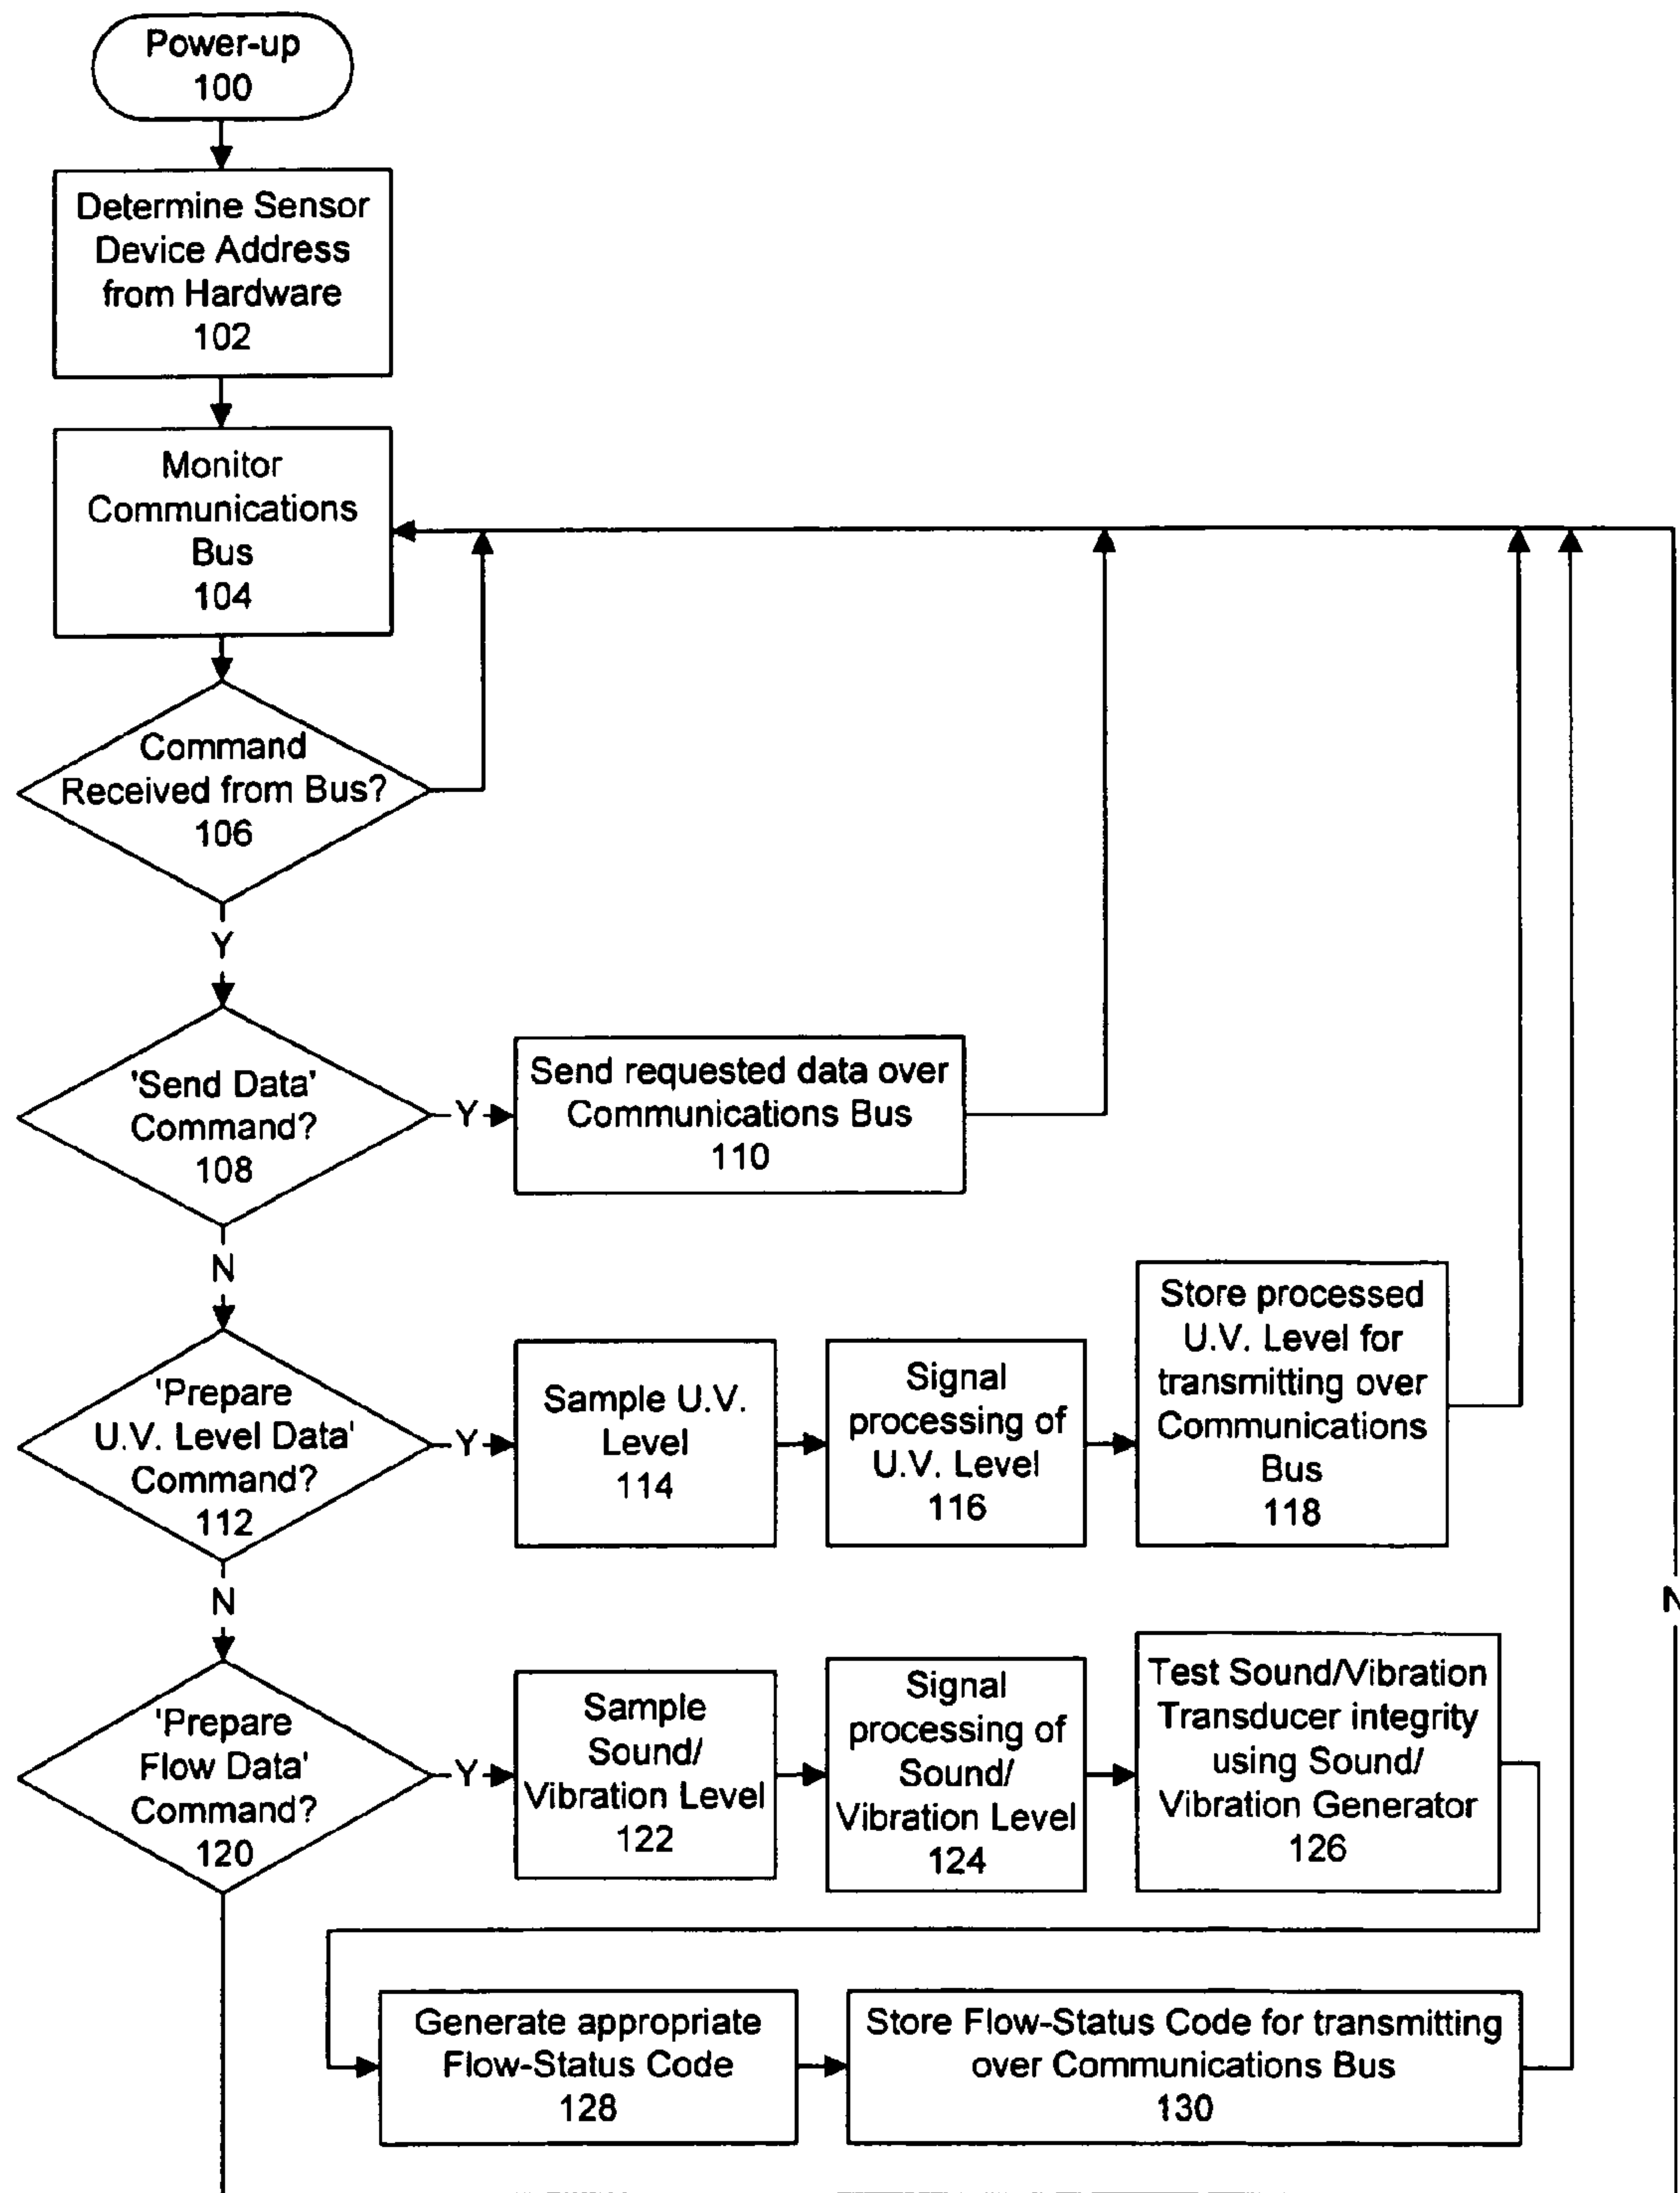 Power-up
100
Determine Sensor
Device Address
from Hardware
102
Monitor
Communications
Bus
104
Command
Received from Bus?
106
Y
'Send Data'
Command?
108
Y
Send requested data over
Communications Bus
110
N
'Prepare
U.V. Level Data'
Command?
112
Y
Sample U.V.
Level
114
Signal
processing of
U.V. Level
116
Store processed
U.V. Level for
transmitting over
Communications
Bus
118
N
N
'Prepare
Flow Data'
Command?
120
Y
Sample
Sound/
Vibration Level
122
Signal
processing of
Sound/
Vibration Level
124
Test Sound/Vibration
Transducer integrity
using Sound/
Vibration Generator
126
Generate appropriate
Flow-Status Code
128
Store Flow-Status Code for transmitting
over Communications Bus
130